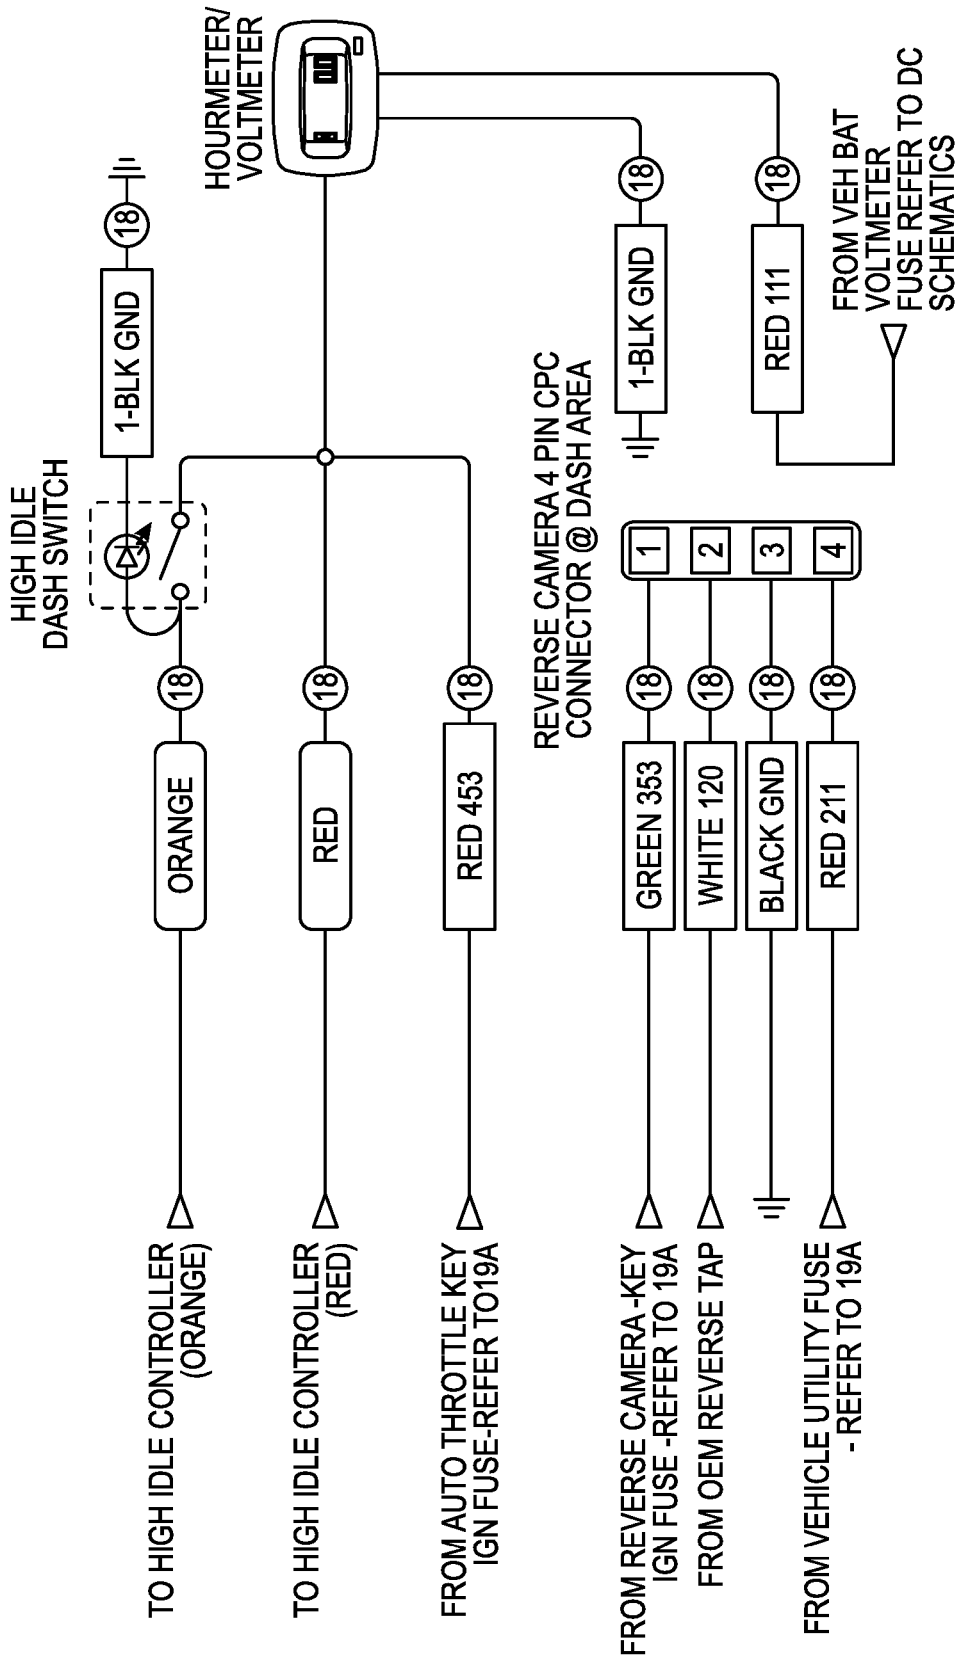 HIGH IDLE
DASH SWITCH
TO HIGH IDLE CONTROLLER
(ORANGE)
ORANGE
18
1-BLK GND
18
HOURMETER/
VOLTMETER
TO HIGH IDLE CONTROLLER
(RED)
RED
18
FROM AUTO THROTTLE KEY
IGN FUSE-REFER TO19A
RED 453
18
REVERSE CAMERA 4 PIN CPC
CONNECTOR @ DASH AREA
FROM REVERSE CAMERA -KEY
IGN FUSE -REFER TO 19A
GREEN 353
18
1
1-BLK GND
18
FROM OEM REVERSE TAP
WHITE 120
18
2
BLACK GND
18
3
RED 111
18
FROM VEHICLE UTILITY FUSE
- REFER TO 19A
RED 211
18
4
FROM VEH BAT
VOLTMETER
FUSE REFER TO DC
SCHEMATICS